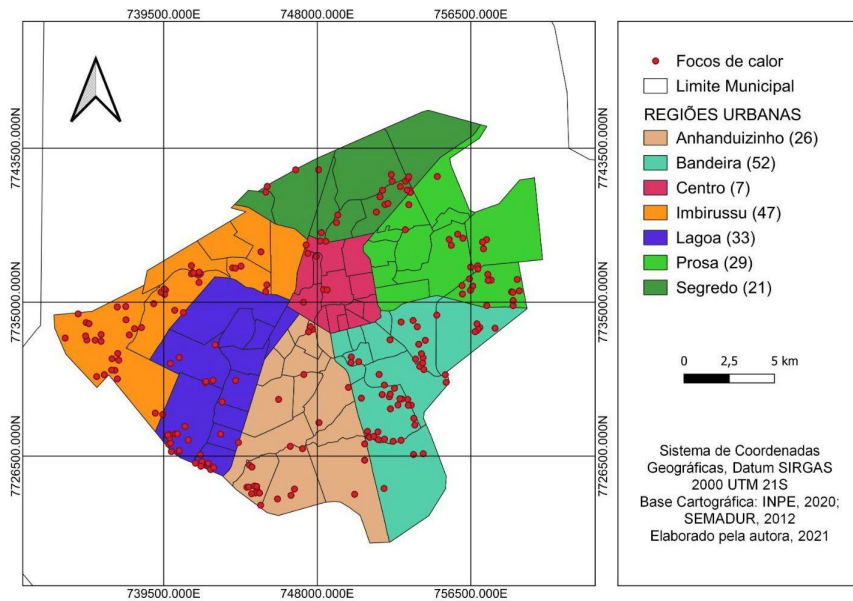 739500.000E 748000.000E 756500.000E
7743500.000N
7735000.000N
7726500.000N
7743500.000N
7735000.000N
7726500.000N
739500.000E 748000.000E 756500.000E
Focos de calor
Limite Municipal
REGIÕES URBANAS
Anhanduizinho (26)
Bandeira (52)
Centro (7)
Imbirussu (47)
Lagoa (33)
Prosa (29)
Segredo (21)
0 2,5 5 km
Sistema de Coordenadas
Geográficas, Datum SIRGAS
2000 UTM 21S
Base Cartográfica: INPE, 2020;
SEMADUR, 2012
Elaborado pela autora, 2021